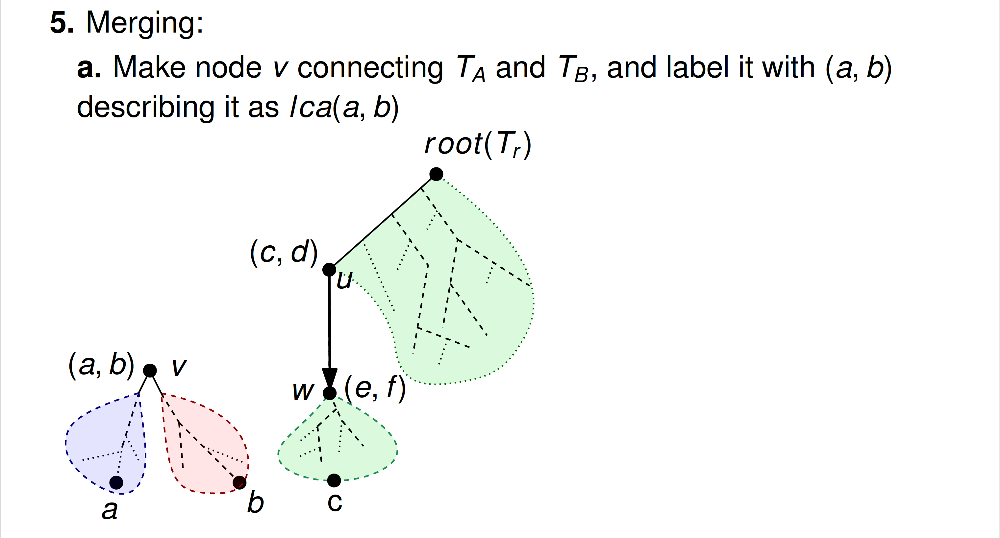 5. Merging:
a. Make node v connecting T_A and T_B, and label it with (a, b)
describing it as lca(a, b)
root(T_r)
(c, d)
u
(a, b) v
w (e, f)
a
b
c